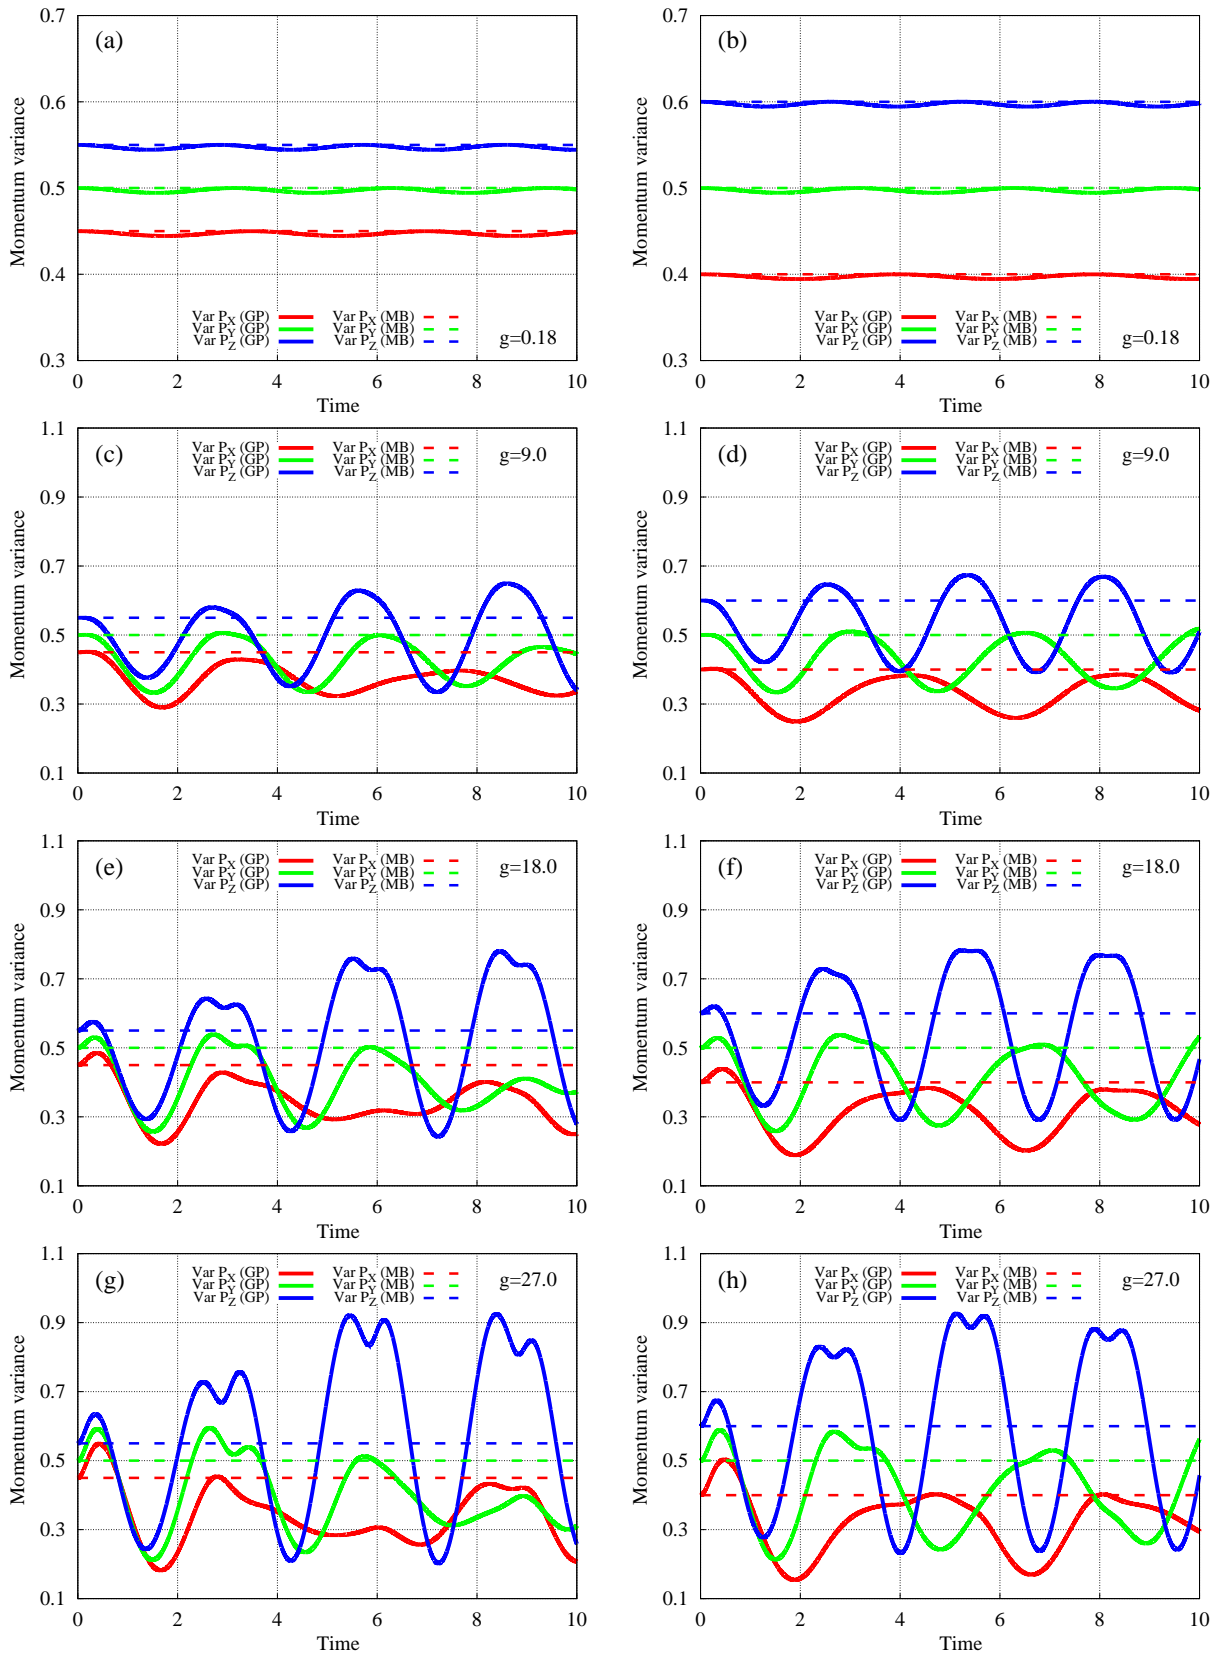 (a)
Momentum variance
0.7
0.6
0.5
0.4
0.3
Var P_X (GP) Var P_X (MB)
Var P_Y (GP) Var P_Y (MB)
Var P_Z (GP) Var P_Z (MB)
g=0.18
0 2 4 6 8 10
Time
(b)
Momentum variance
0.7
0.6
0.5
0.4
0.3
Var P_X (GP) Var P_X (MB)
Var P_Y (GP) Var P_Y (MB)
Var P_Z (GP) Var P_Z (MB)
g=0.18
0 2 4 6 8 10
Time
(c)
Momentum variance
1.1
0.9
0.7
0.5
0.3
0.1
Var P_X (GP) Var P_X (MB)
Var P_Y (GP) Var P_Y (MB)
Var P_Z (GP) Var P_Z (MB)
g=9.0
0 2 4 6 8 10
Time
(d)
Momentum variance
1.1
0.9
0.7
0.5
0.3
0.1
Var P_X (GP) Var P_X (MB)
Var P_Y (GP) Var P_Y (MB)
Var P_Z (GP) Var P_Z (MB)
g=9.0
0 2 4 6 8 10
Time
(e)
Momentum variance
1.1
0.9
0.7
0.5
0.3
0.1
Var P_X (GP) Var P_X (MB)
Var P_Y (GP) Var P_Y (MB)
Var P_Z (GP) Var P_Z (MB)
g=18.0
0 2 4 6 8 10
Time
(f)
Momentum variance
1.1
0.9
0.7
0.5
0.3
0.1
Var P_X (GP) Var P_X (MB)
Var P_Y (GP) Var P_Y (MB)
Var P_Z (GP) Var P_Z (MB)
g=18.0
0 2 4 6 8 10
Time
(g)
Momentum variance
1.1
0.9
0.7
0.5
0.3
0.1
Var P_X (GP) Var P_X (MB)
Var P_Y (GP) Var P_Y (MB)
Var P_Z (GP) Var P_Z (MB)
g=27.0
0 2 4 6 8 10
Time
(h)
Momentum variance
1.1
0.9
0.7
0.5
0.3
0.1
Var P_X (GP) Var P_X (MB)
Var P_Y (GP) Var P_Y (MB)
Var P_Z (GP) Var P_Z (MB)
g=27.0
0 2 4 6 8 10
Time